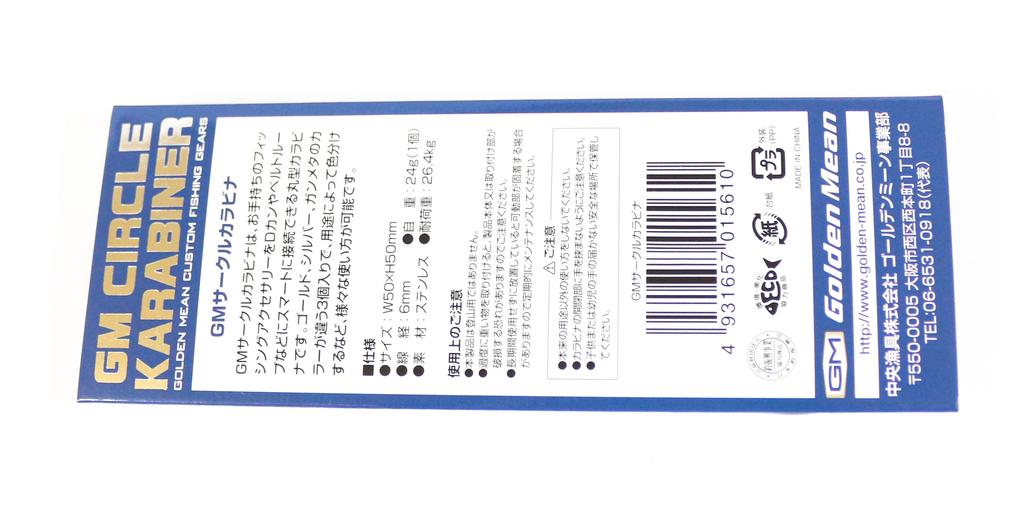 GM CIRCLE
KARABINER
GOLDEN MEAN CUSTOM FISHING GEARS
GMサークルカラビナ
GMサークルカラビナは、お手持ちのフィッ
シングアクセサリーをDカンやベルトルー
プなどにスマートに接続できる丸型カラビ
ナです。ゴールド、シルバー、ガンメタのカ
ラーが違う3個入りで、用途によって色分け
するなど、様々な使い方が可能です。
■仕様
●サイズ：W50×H50mm
●線 径：6mm ●自 重：24g(1個)
●素 材：ステンレス ●耐荷重：26.4kg
使用上のご注意
●本製品は登山用ではありません。
●過度に重い物を取り付けると、製品本体又は取り付け部が
破損する恐れがありますのでご注意ください。
●長期間使用せずに放置していると可動部が固着する場合
がありますので定期的にメンテナンスしてください。
⚠ご注意
●本来の用途以外の使い方をしないでください。
●カラビナの開閉部に手を挟まないようにご注意ください。
●子供または幼児の手の届かない安全な場所で保管し
てください。
GMサークルカラビナ
4 931657 015610
環境・美化
協力商品
紙 台紙
プラ 外装(PP)
MADE IN CHINA
GM Golden Mean
http://www.golden-mean.co.jp
中央漁具株式会社 ゴールデンミーン事業部
〒550-0005 大阪市西区西本町1丁目8-8
TEL:06-6531-0918(代表)